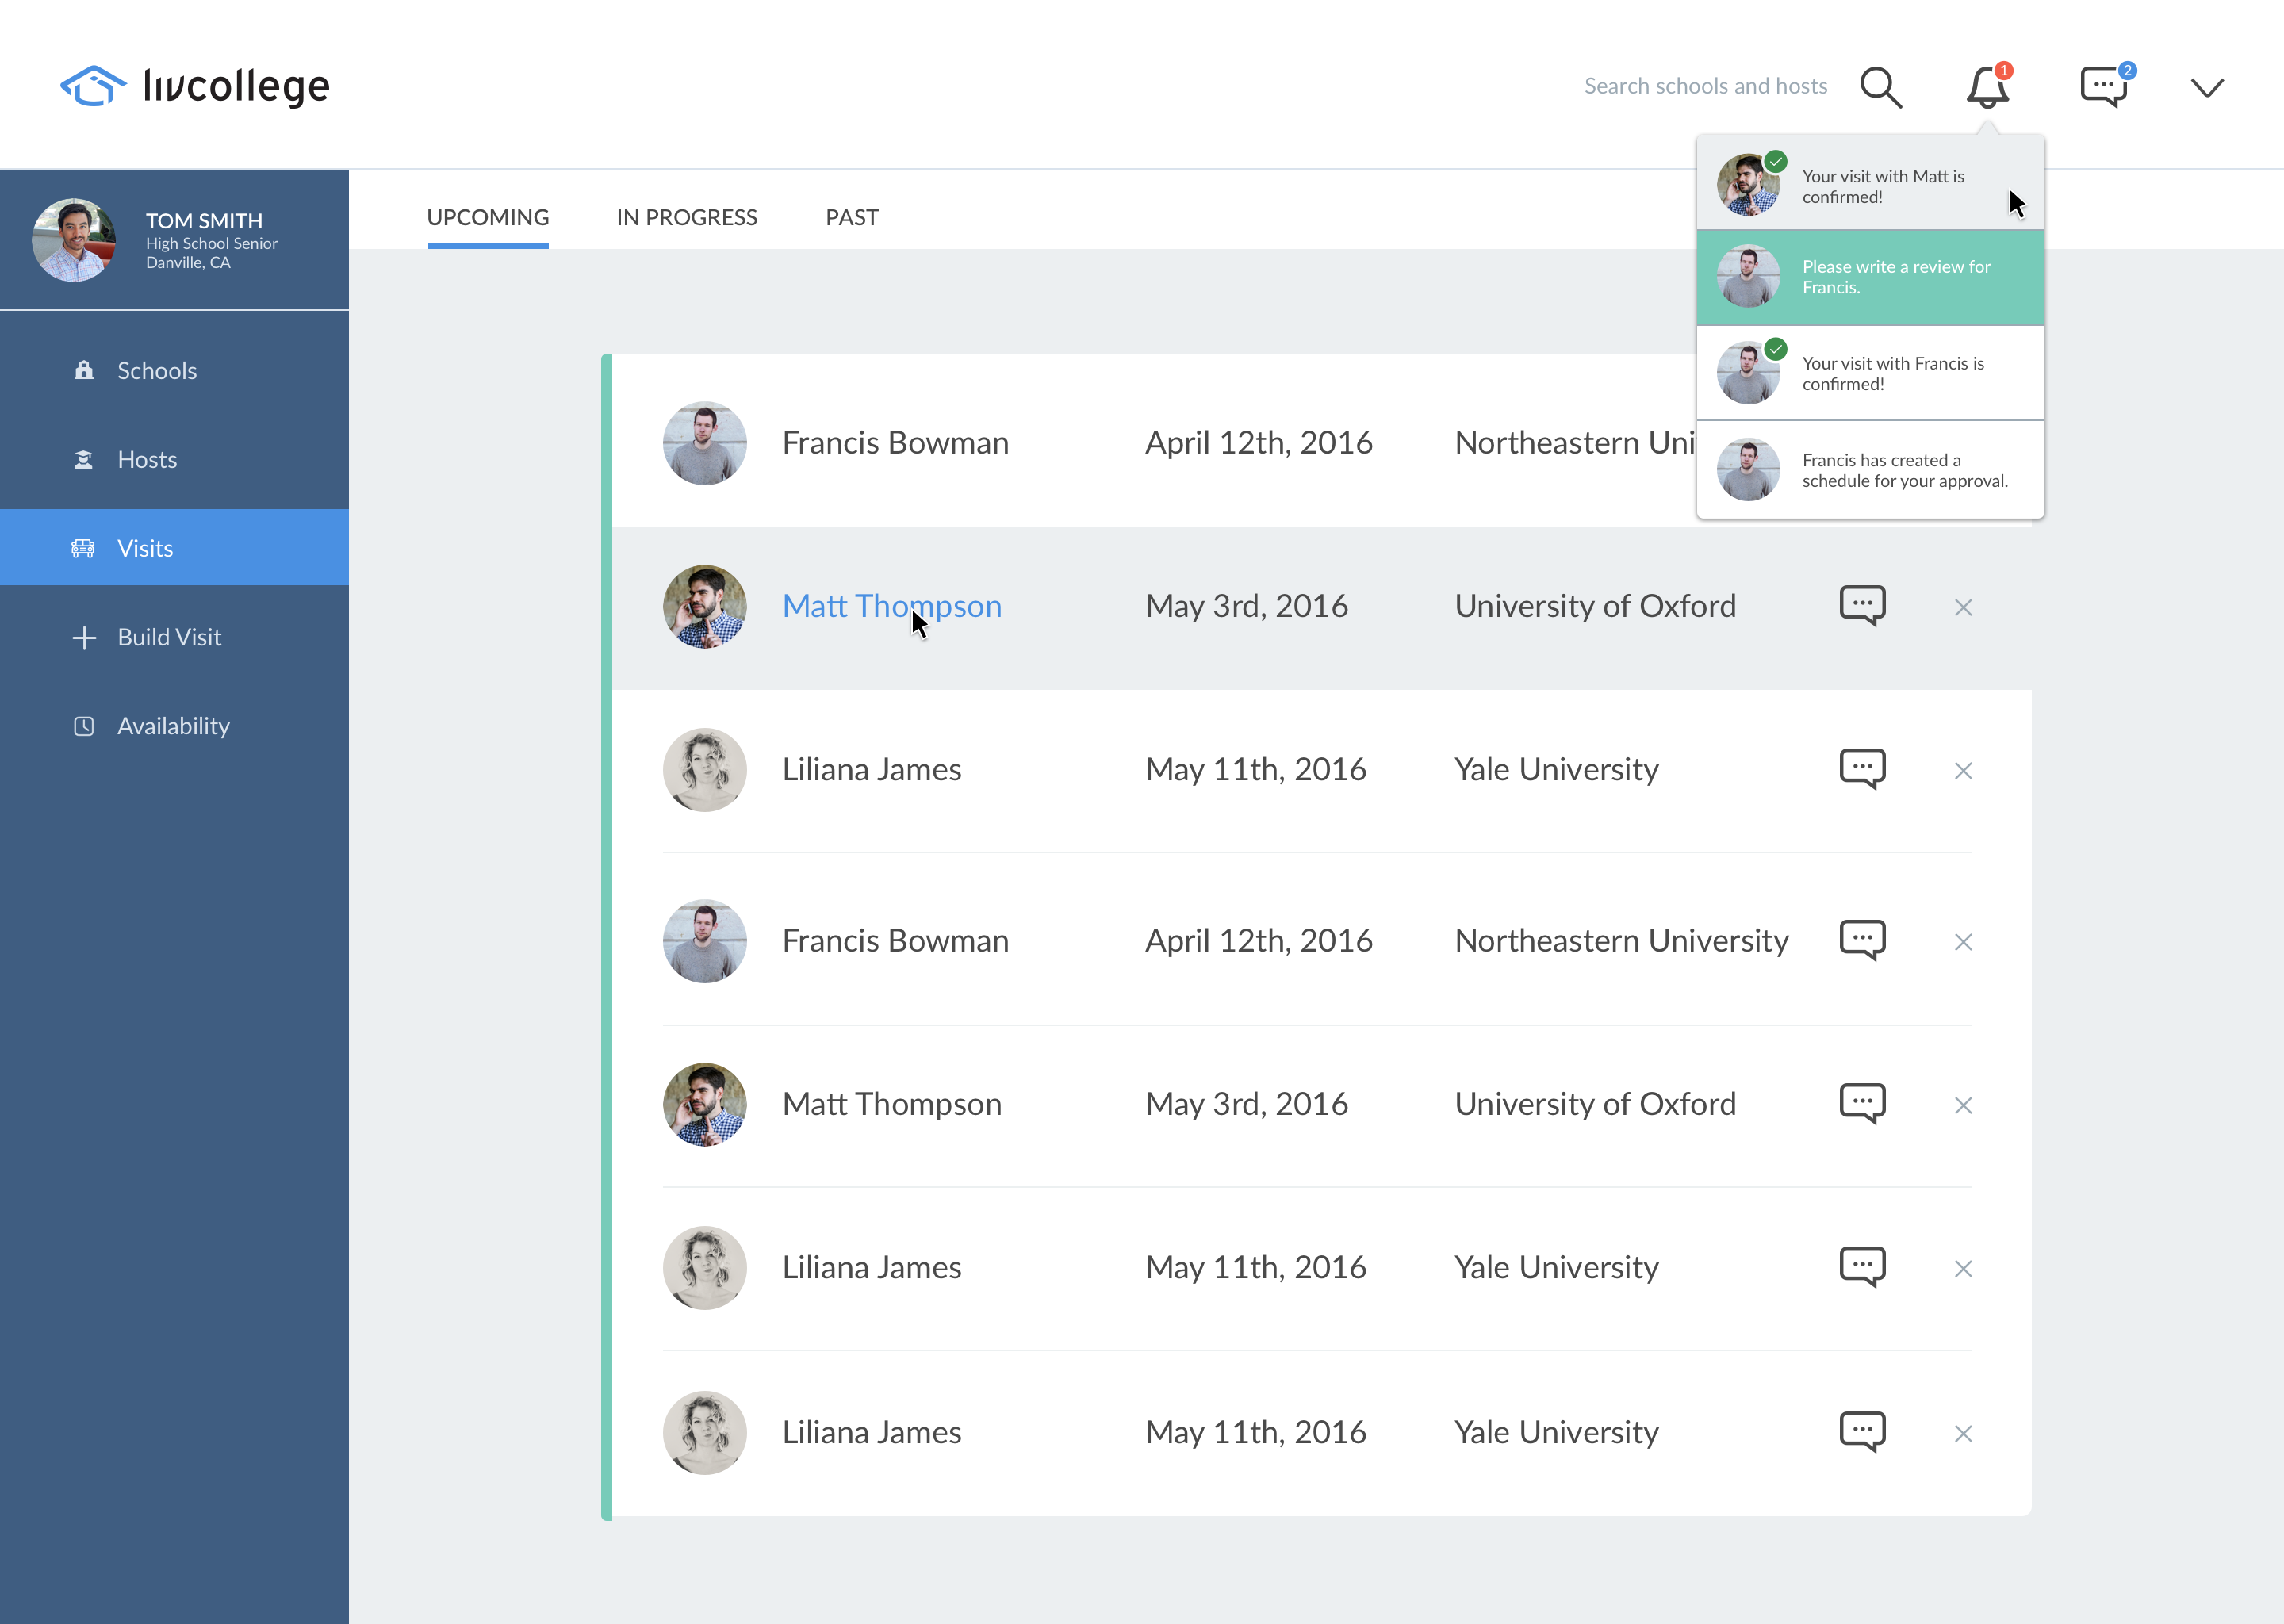 livcollege
Search schools and hosts
1
2
TOM SMITH
High School Senior
Danville, CA
Schools
Hosts
Visits
Build Visit
Availability
UPCOMING
IN PROGRESS
PAST
Your visit with Matt is
confirmed!
Please write a review for
Francis.
Your visit with Francis is
confirmed!
Francis has created a
schedule for your approval.
Francis Bowman
April 12th, 2016
Northeastern Uni
Matt Thompson
May 3rd, 2016
University of Oxford
Liliana James
May 11th, 2016
Yale University
Francis Bowman
April 12th, 2016
Northeastern University
Matt Thompson
May 3rd, 2016
University of Oxford
Liliana James
May 11th, 2016
Yale University
Liliana James
May 11th, 2016
Yale University